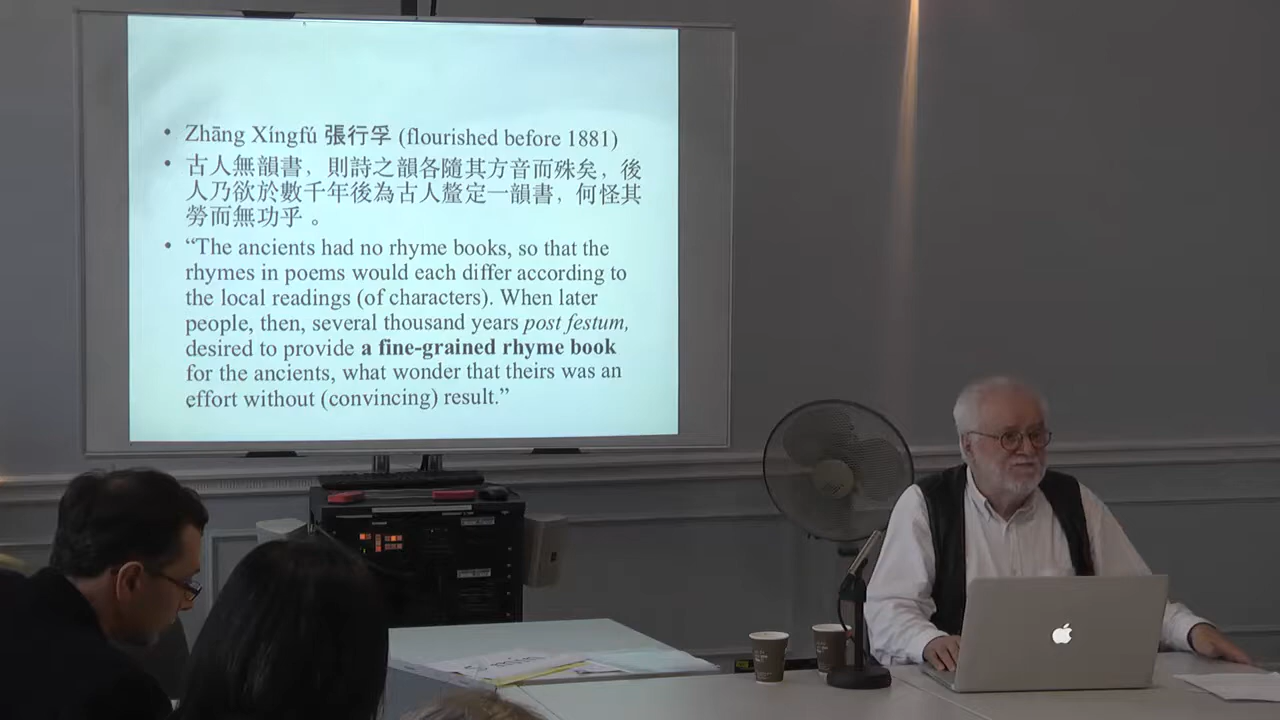 • Zhāng Xíngfú 張行孚 (flourished before 1881)
• 古人無韻書，則詩之韻各隨其方音而殊矣，後
人乃欲於數千年後為古人釐定一韻書，何怪其
勞而無功乎。
• “The ancients had no rhyme books, so that the
rhymes in poems would each differ according to
the local readings (of characters). When later
people, then, several thousand years post festum,
desired to provide a fine-grained rhyme book
for the ancients, what wonder that theirs was an
effort without (convincing) result.”